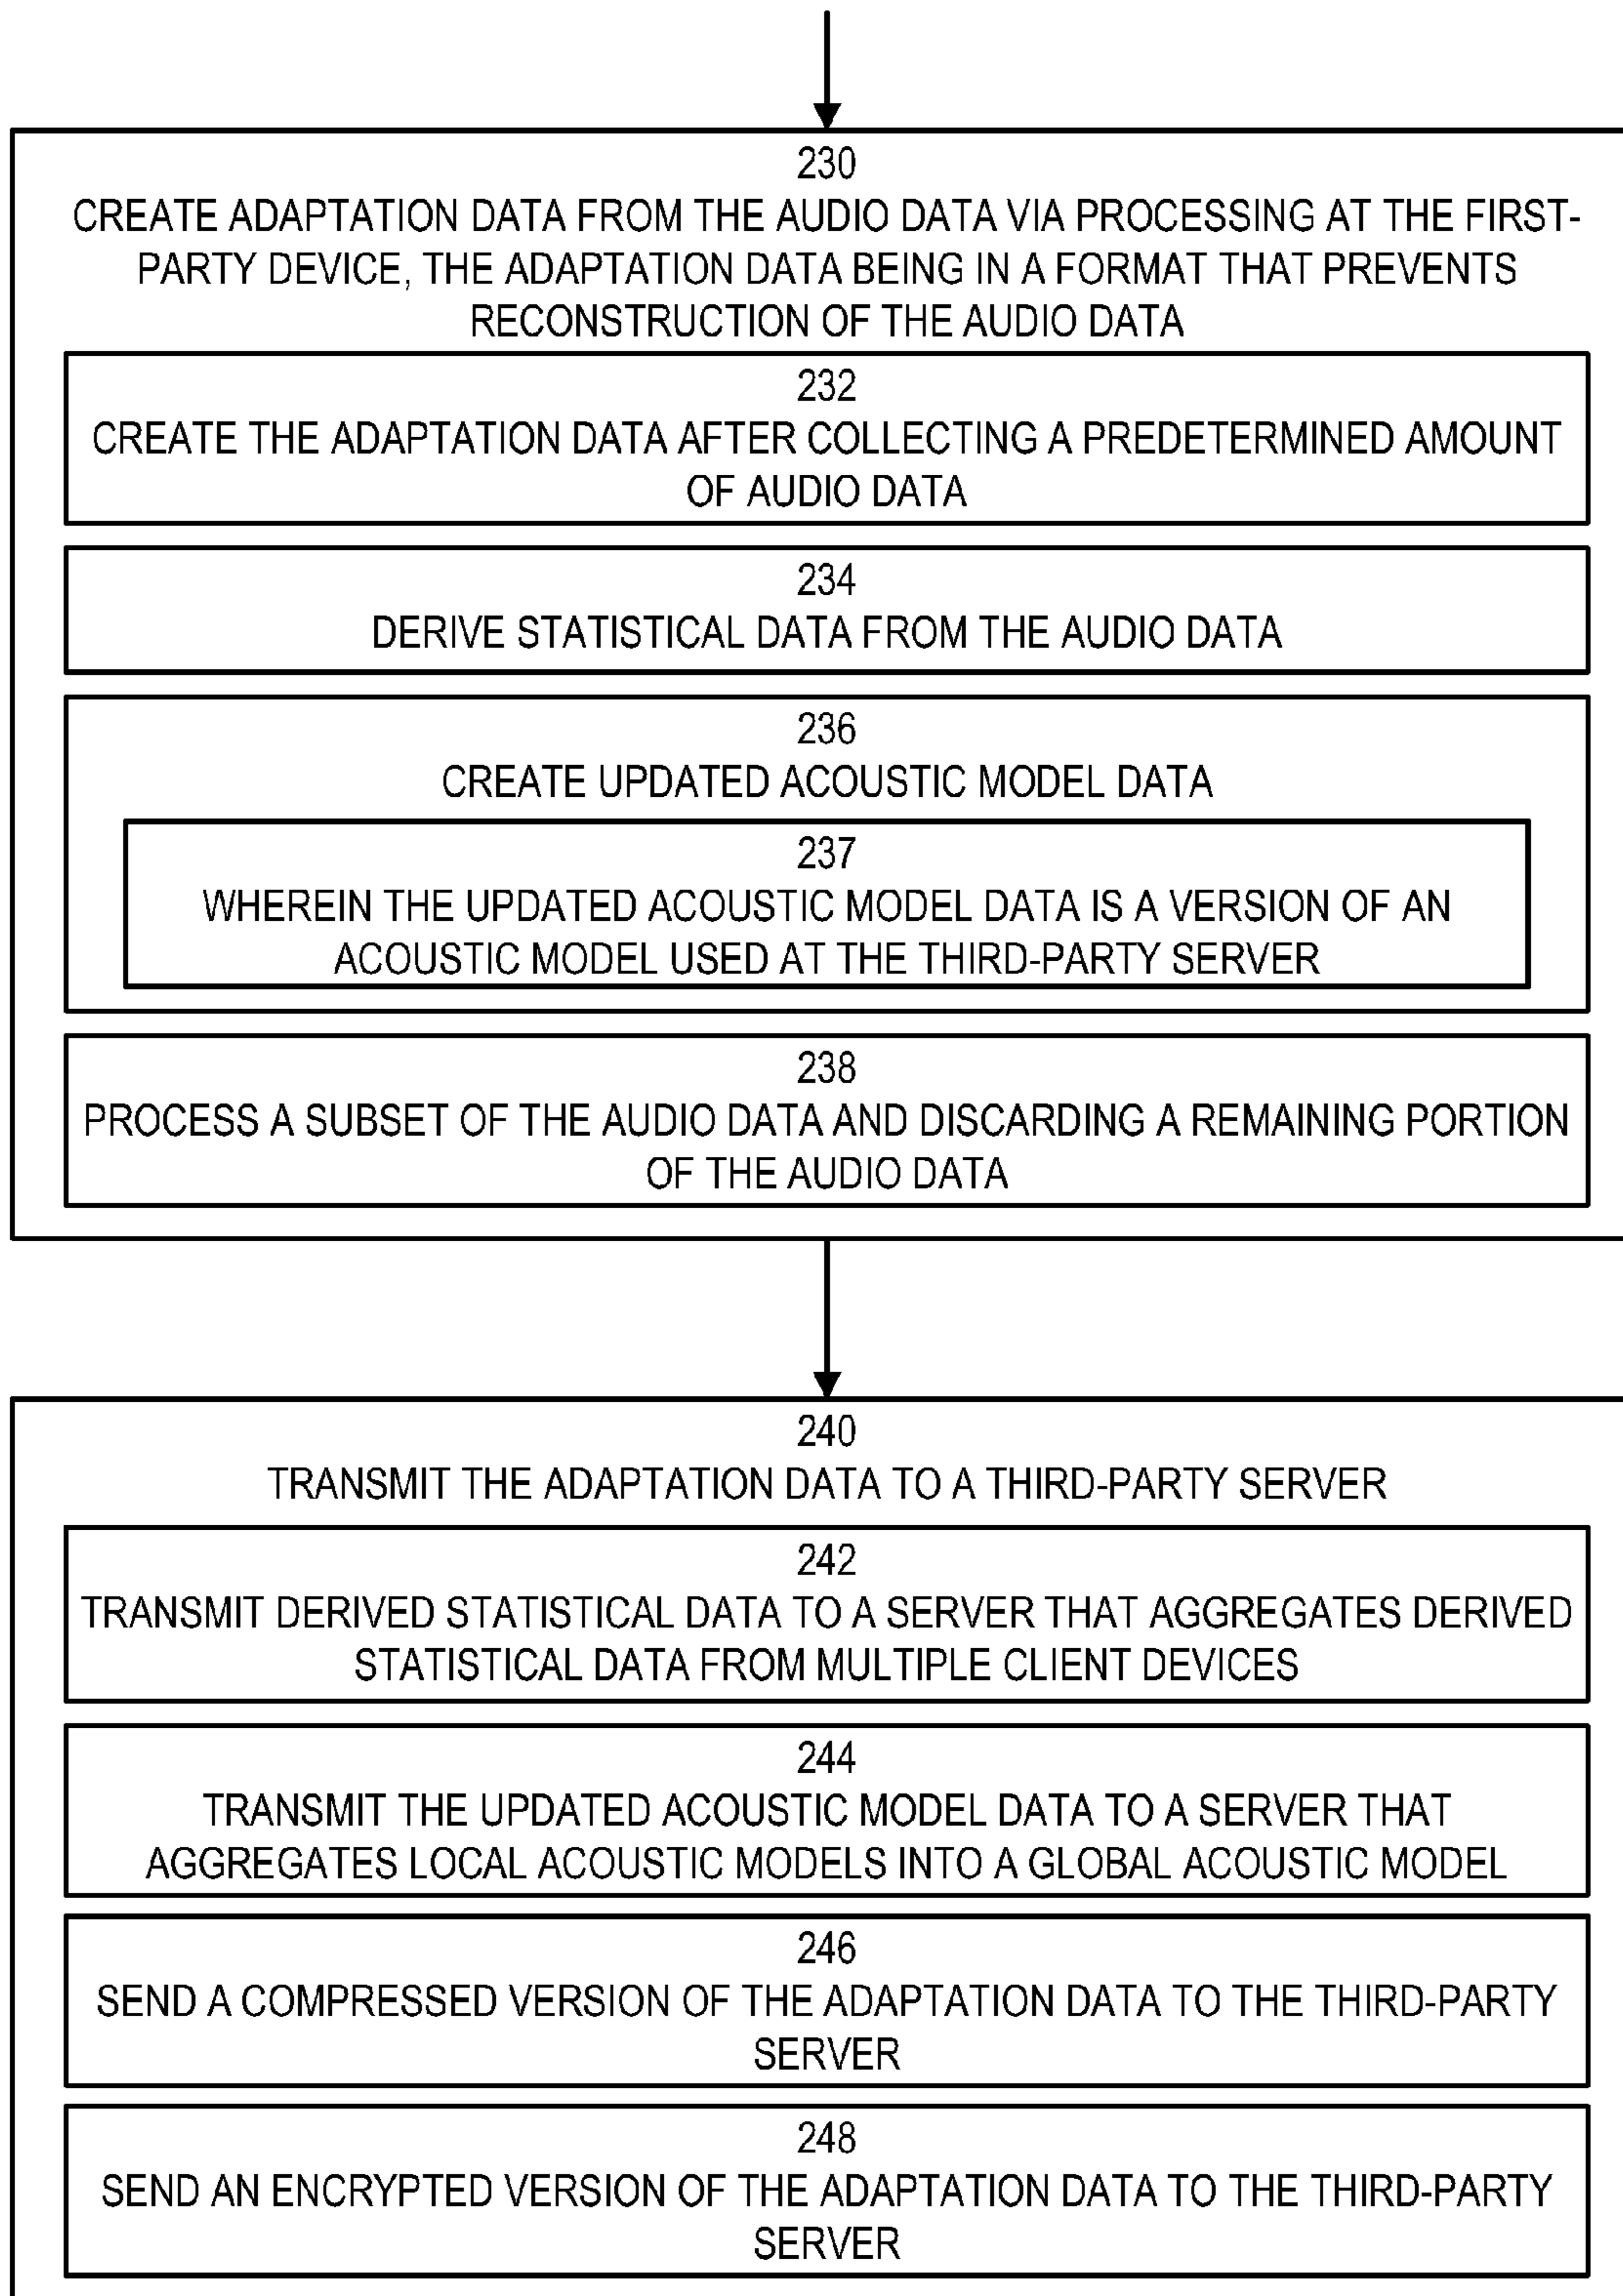 230
CREATE ADAPTATION DATA FROM THE AUDIO DATA VIA PROCESSING AT THE FIRST-
PARTY DEVICE, THE ADAPTATION DATA BEING IN A FORMAT THAT PREVENTS
RECONSTRUCTION OF THE AUDIO DATA
232
CREATE THE ADAPTATION DATA AFTER COLLECTING A PREDETERMINED AMOUNT
OF AUDIO DATA
234
DERIVE STATISTICAL DATA FROM THE AUDIO DATA
236
CREATE UPDATED ACOUSTIC MODEL DATA
237
WHEREIN THE UPDATED ACOUSTIC MODEL DATA IS A VERSION OF AN
ACOUSTIC MODEL USED AT THE THIRD-PARTY SERVER
238
PROCESS A SUBSET OF THE AUDIO DATA AND DISCARDING A REMAINING PORTION
OF THE AUDIO DATA
240
TRANSMIT THE ADAPTATION DATA TO A THIRD-PARTY SERVER
242
TRANSMIT DERIVED STATISTICAL DATA TO A SERVER THAT AGGREGATES DERIVED
STATISTICAL DATA FROM MULTIPLE CLIENT DEVICES
244
TRANSMIT THE UPDATED ACOUSTIC MODEL DATA TO A SERVER THAT
AGGREGATES LOCAL ACOUSTIC MODELS INTO A GLOBAL ACOUSTIC MODEL
246
SEND A COMPRESSED VERSION OF THE ADAPTATION DATA TO THE THIRD-PARTY
SERVER
248
SEND AN ENCRYPTED VERSION OF THE ADAPTATION DATA TO THE THIRD-PARTY
SERVER